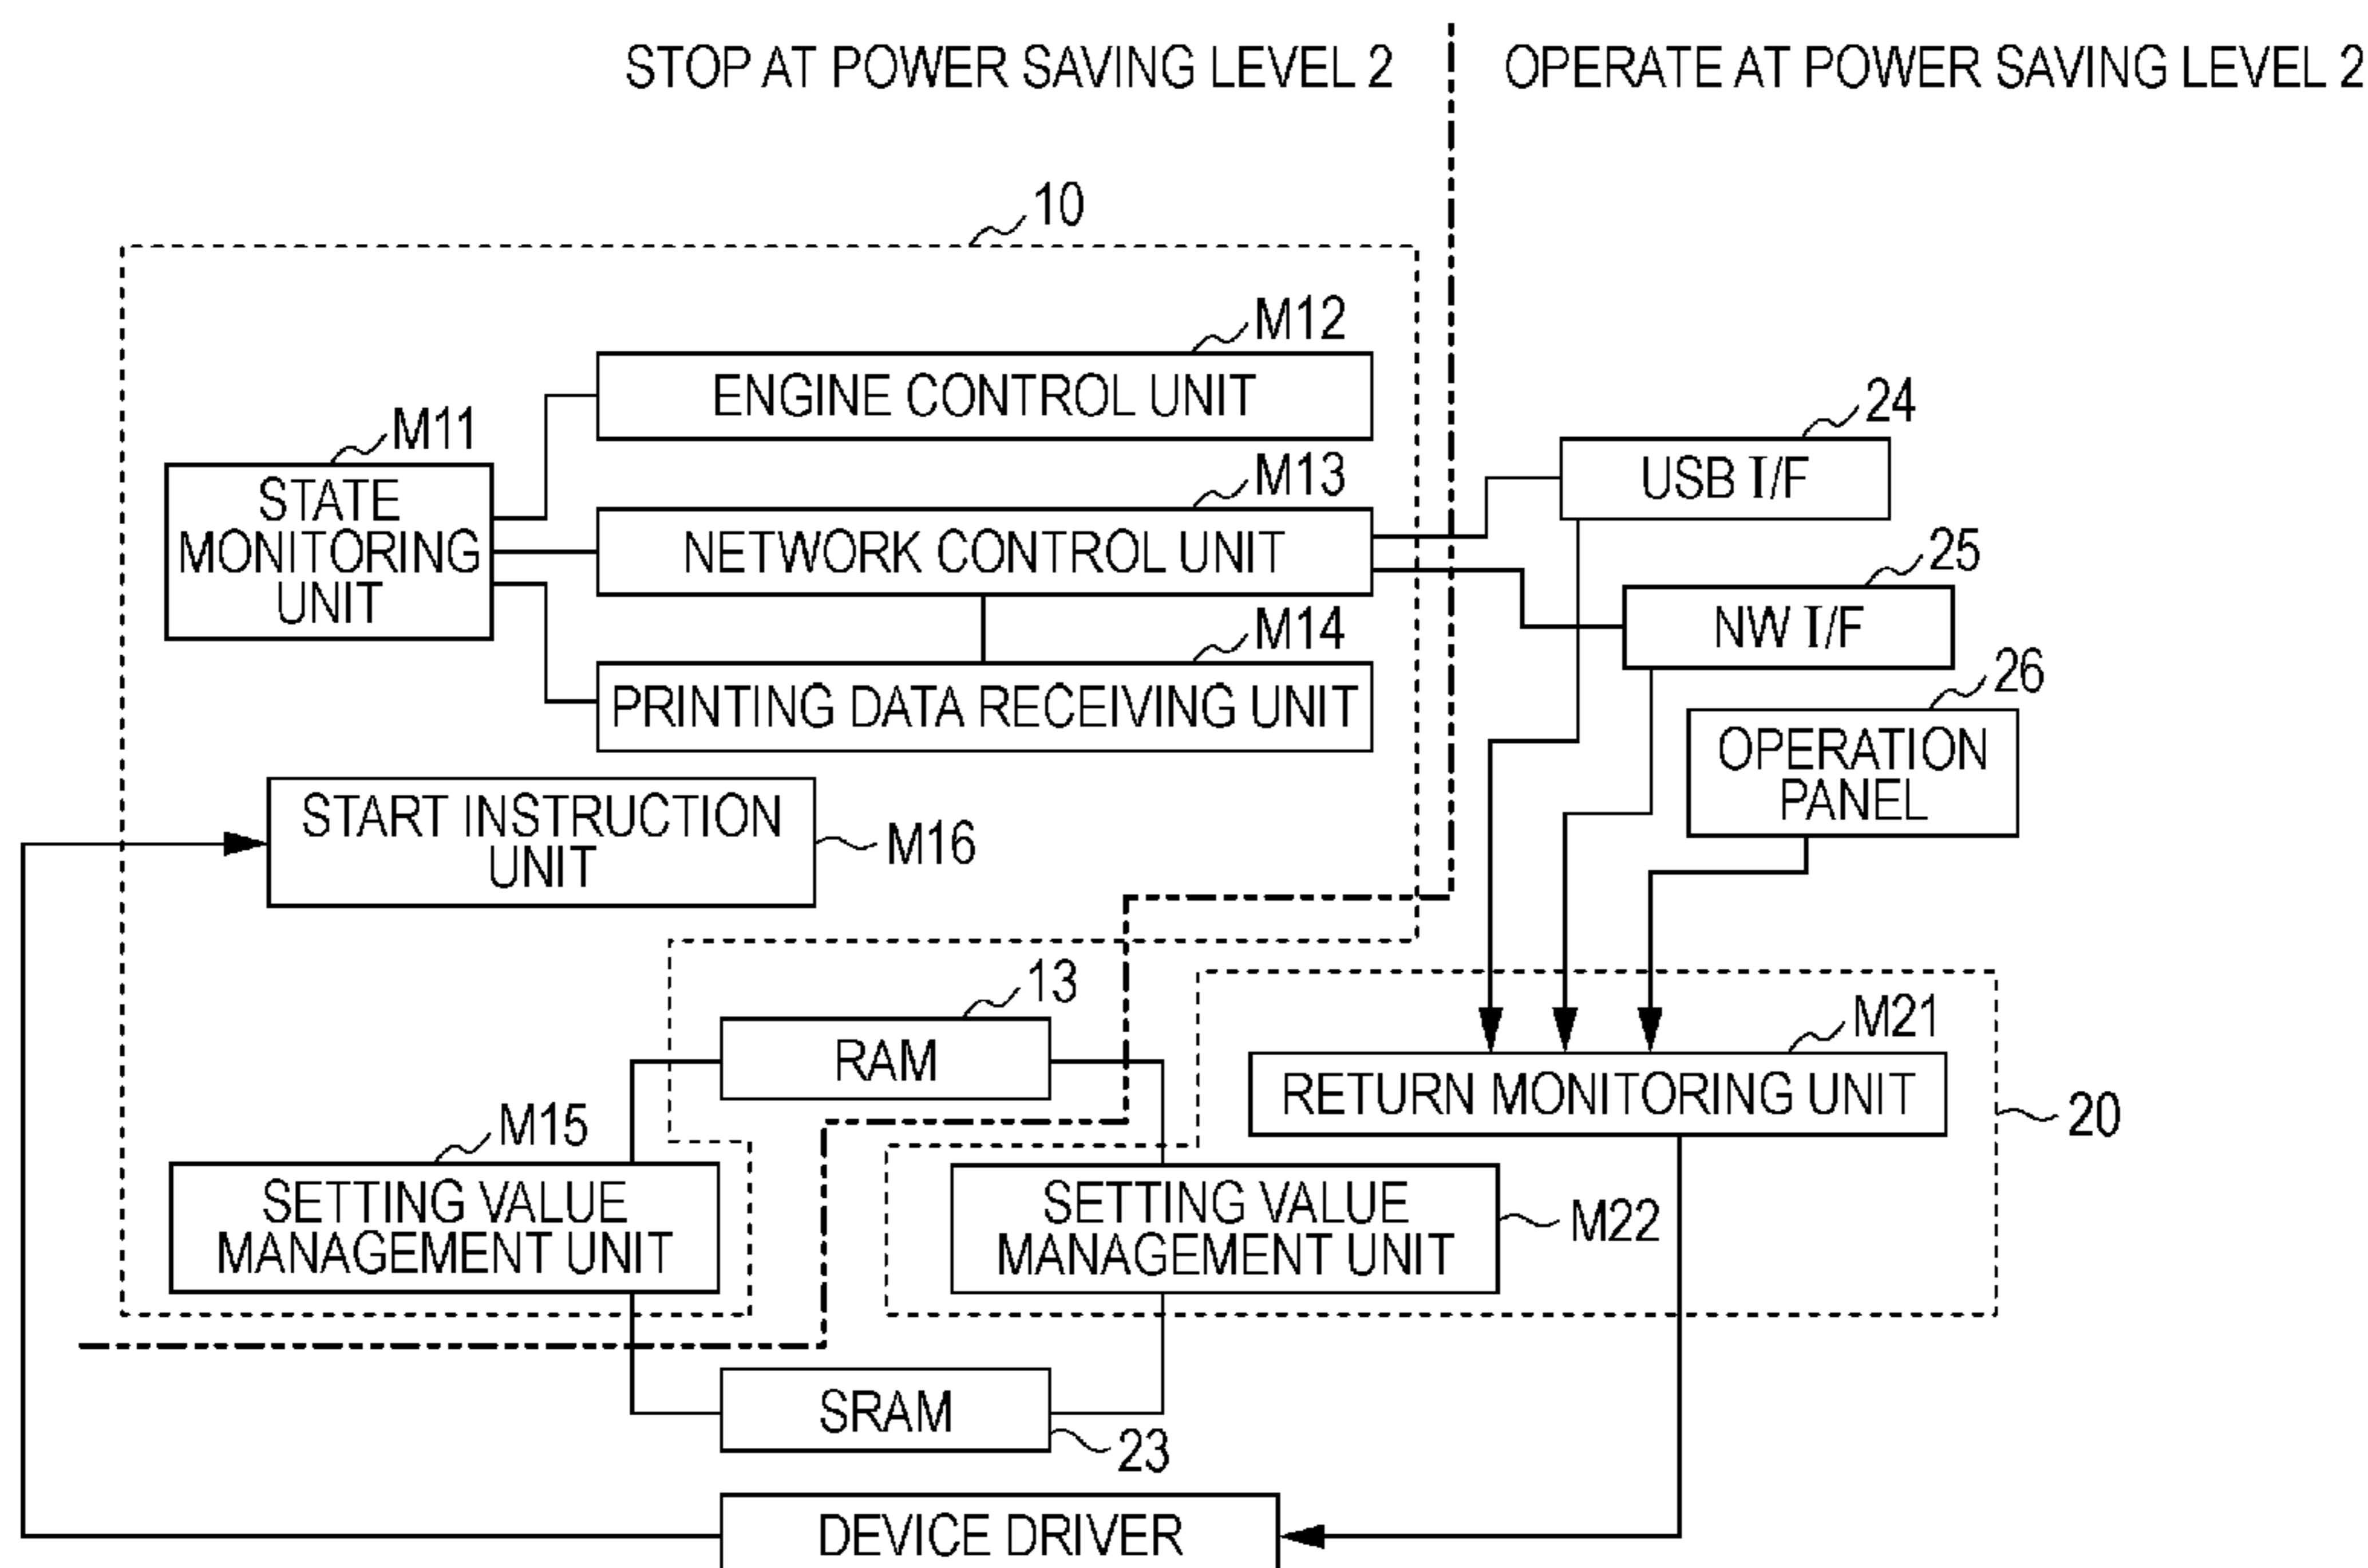 STOP AT POWER SAVING LEVEL 2
OPERATE AT POWER SAVING LEVEL 2
10
M12
ENGINE CONTROL UNIT
M11
STATE
MONITORING
UNIT
M13
NETWORK CONTROL UNIT
M14
PRINTING DATA RECEIVING UNIT
24
USB I/F
25
NW I/F
26
OPERATION
PANEL
START INSTRUCTION
UNIT
M16
13
RAM
M21
RETURN MONITORING UNIT
20
M15
SETTING VALUE
MANAGEMENT UNIT
SETTING VALUE
MANAGEMENT UNIT
M22
SRAM
23
DEVICE DRIVER